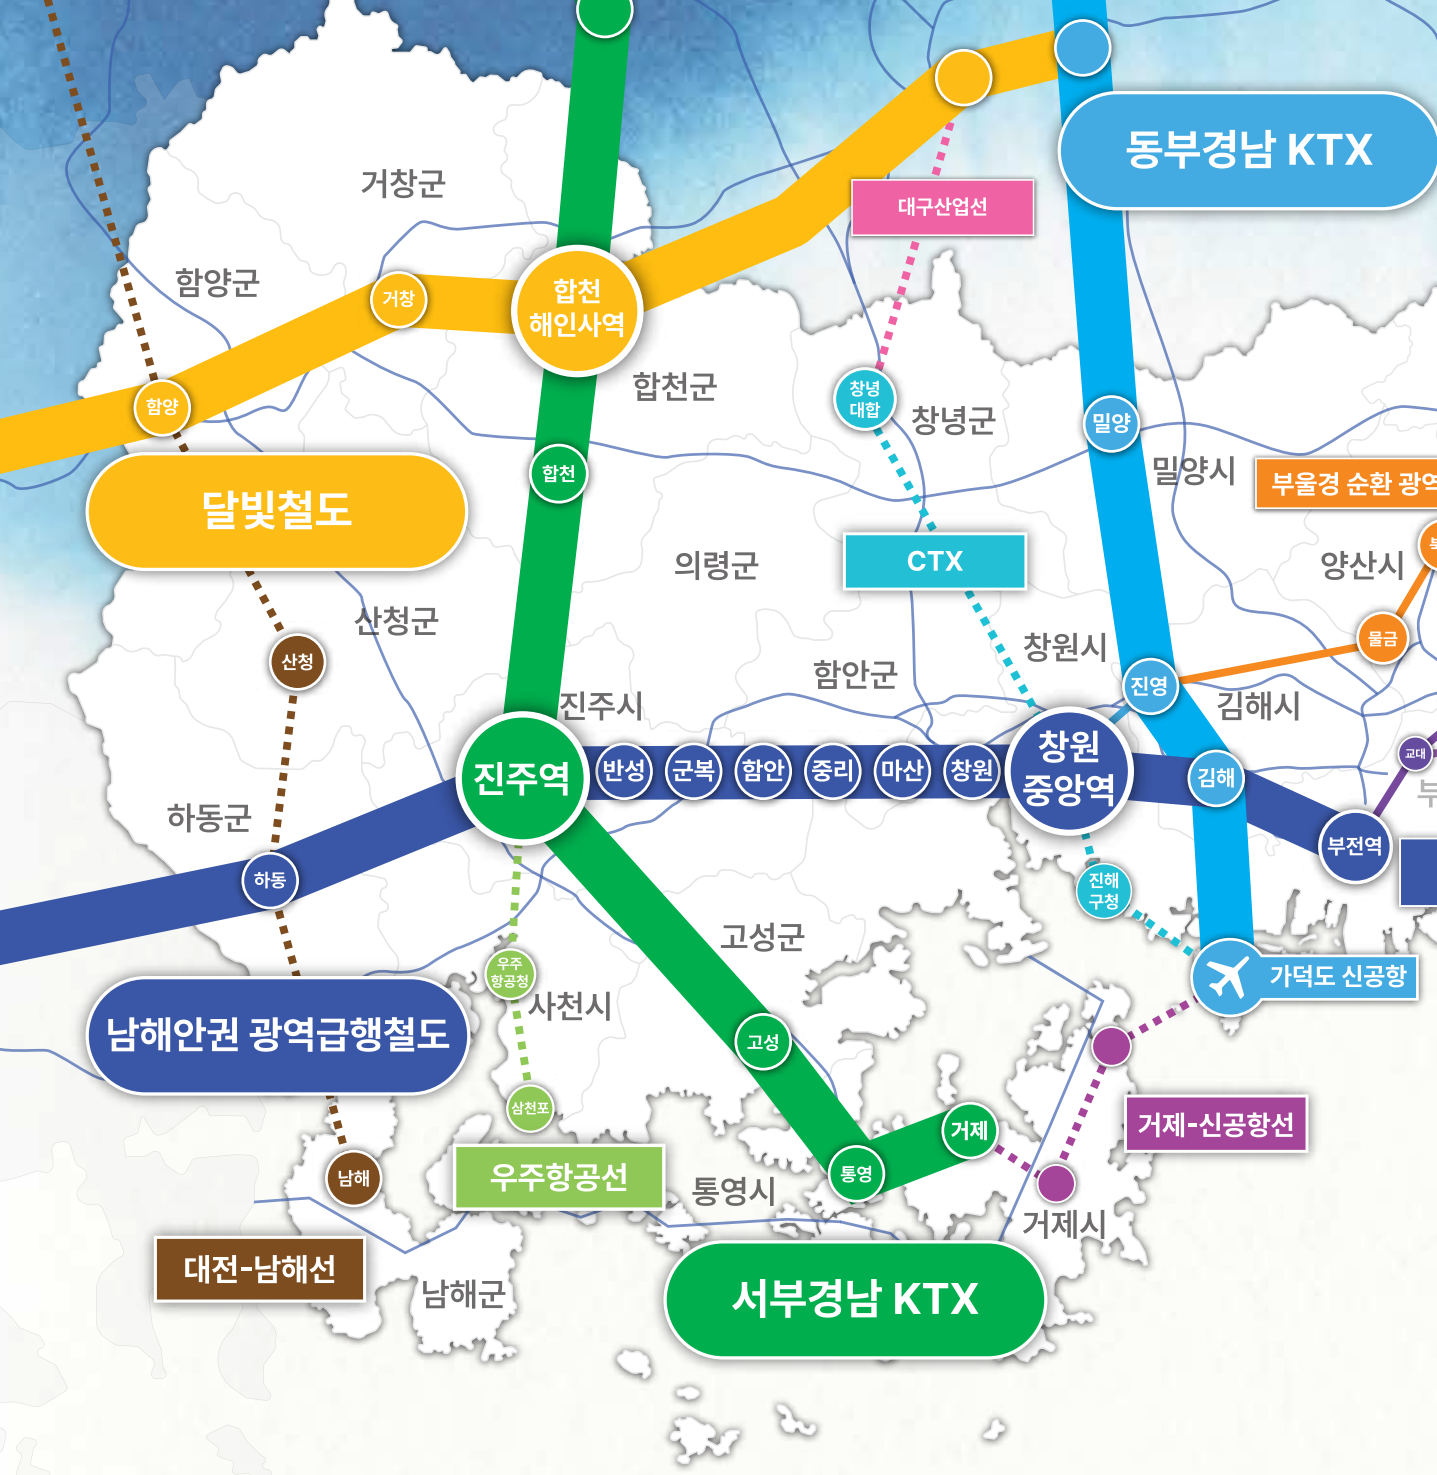 동부경남 KTX
거창군
대구산업선
함양군
거창
합천
해인사역
합천군
창녕
대합
창녕군
함양
밀양
밀양시
합천
부울경 순환 광역
달빛철도
CTX
의령군
양산시
산청군
물금
창원시
산청
함안군
진영
진주시
김해시
창원
중앙역
진주역
반성
군복
함안
중리
마산
창원
김해
교대
부
하동군
부전역
하동
진해
구청
고성군
우주
항공청
가덕도 신공항
사천시
남해안권 광역급행철도
고성
삼천포
거제
거제-신공항선
우주항공선
통영
남해
통영시
거제시
대전-남해선
남해군
서부경남 KTX